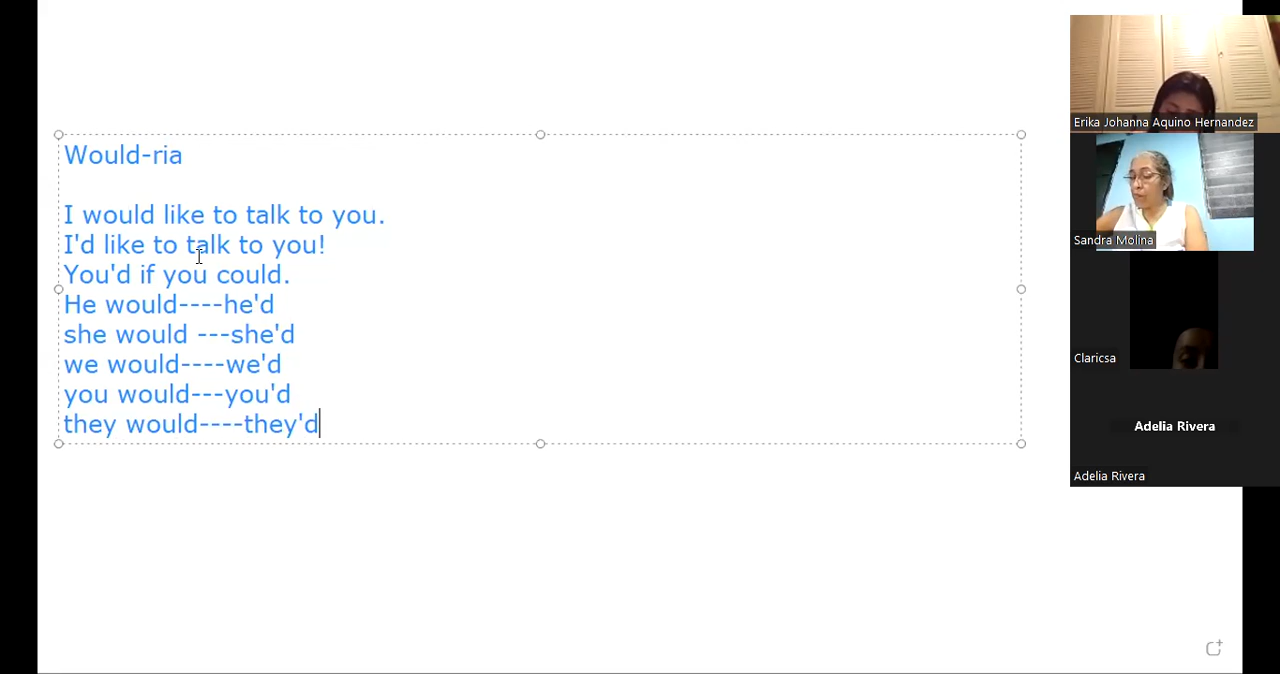 Would-ria
I would like to talk to you.
I'd like to talk to you!
You'd if you could.
He would----he'd
she would ---she'd
we would----we'd
you would---you'd
they would----they'd
Erika Johanna Aquino Hernandez
Sandra Molina
Claricsa
Adelia Rivera
Adelia Rivera